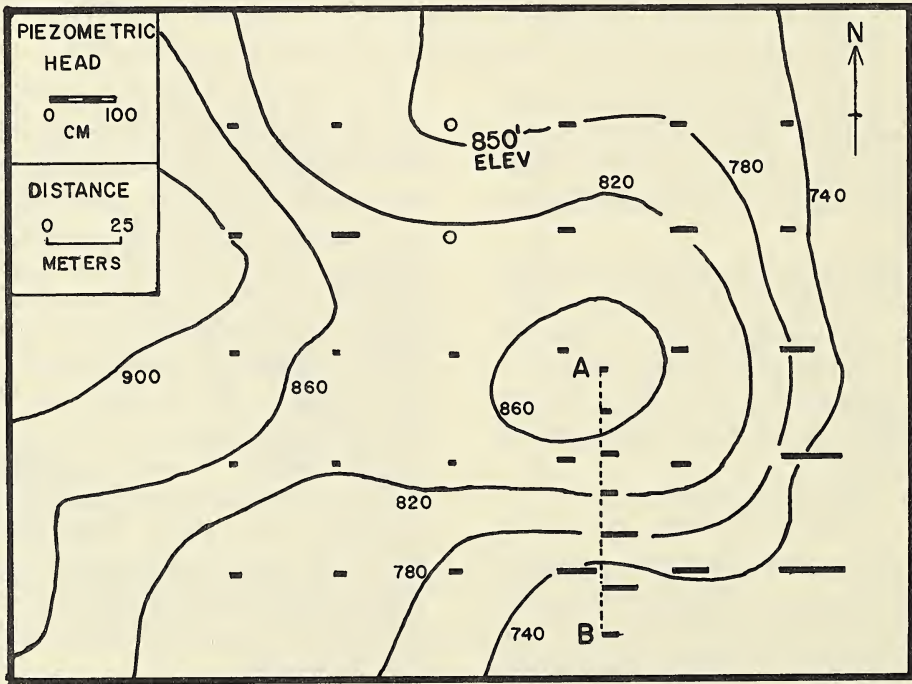 PIEZOMETRIC
HEAD
0 100
CM
DISTANCE
0 25
METERS
N
850'
ELEV
780
820
740
900
860
A
860
820
780
740
B